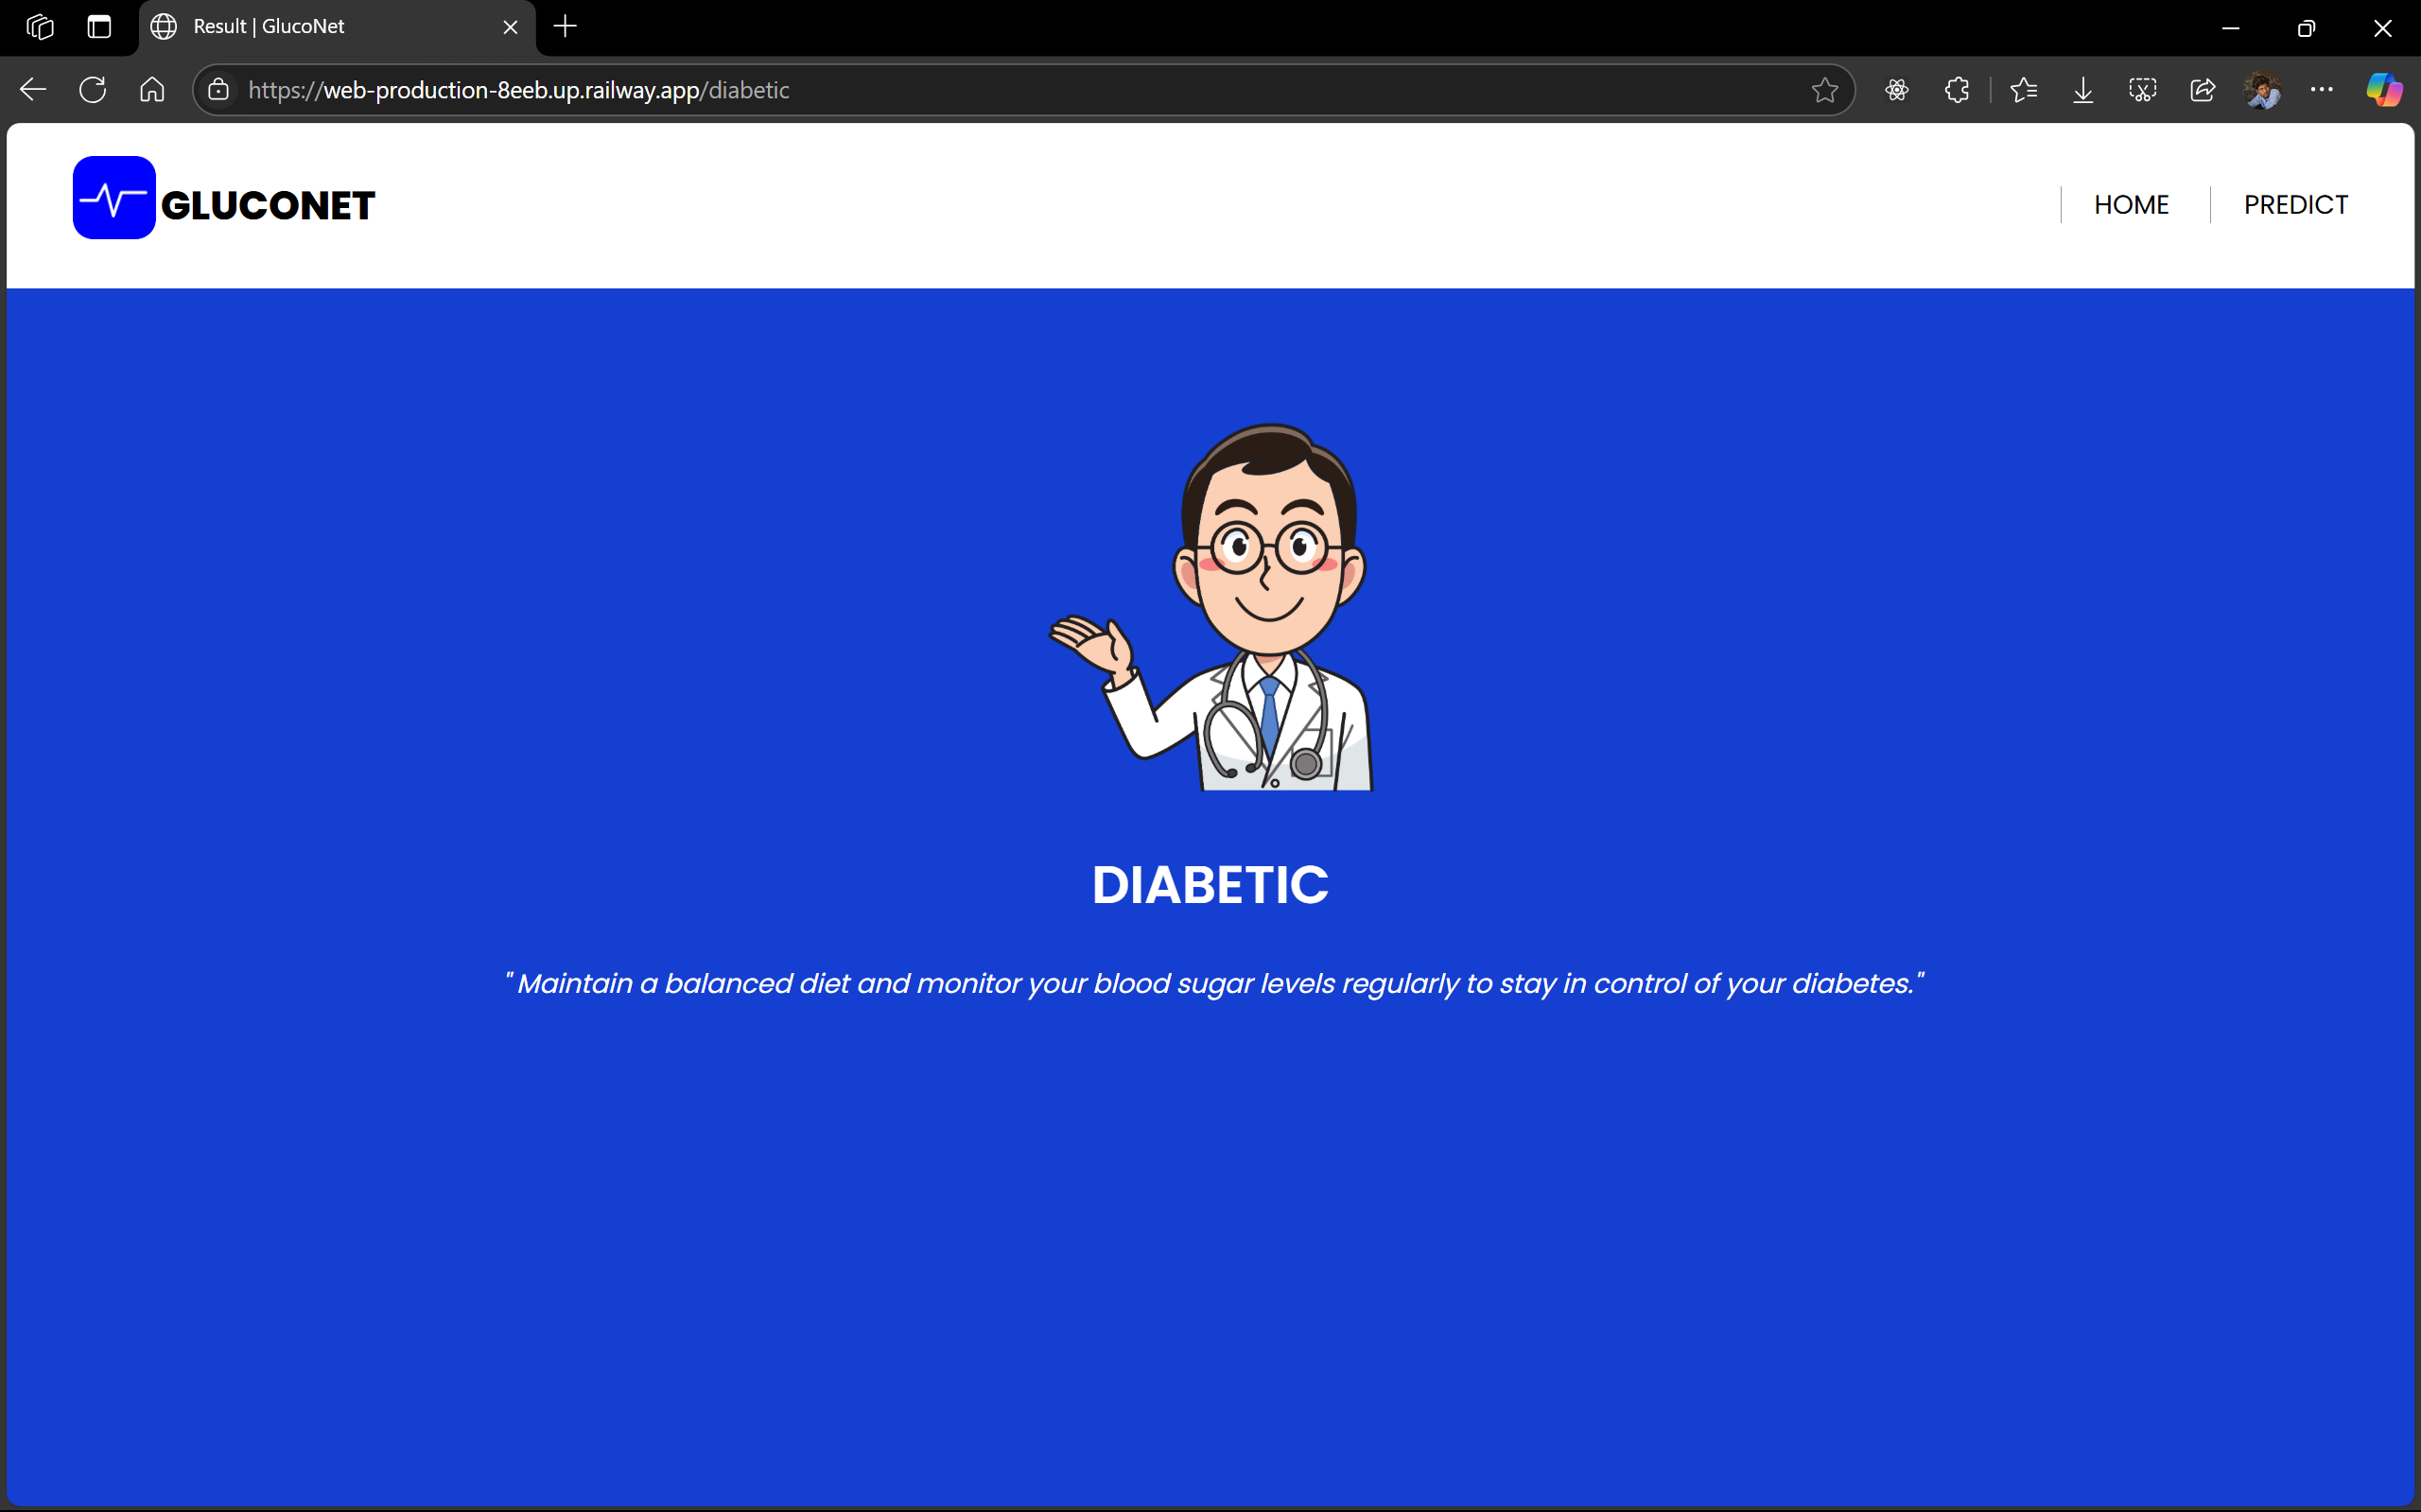 Result | GlucoNet
https://web-production-8eeb.up.railway.app/diabetic
GLUCONET
HOME
PREDICT
DIABETIC
" Maintain a balanced diet and monitor your blood sugar levels regularly to stay in control of your diabetes."